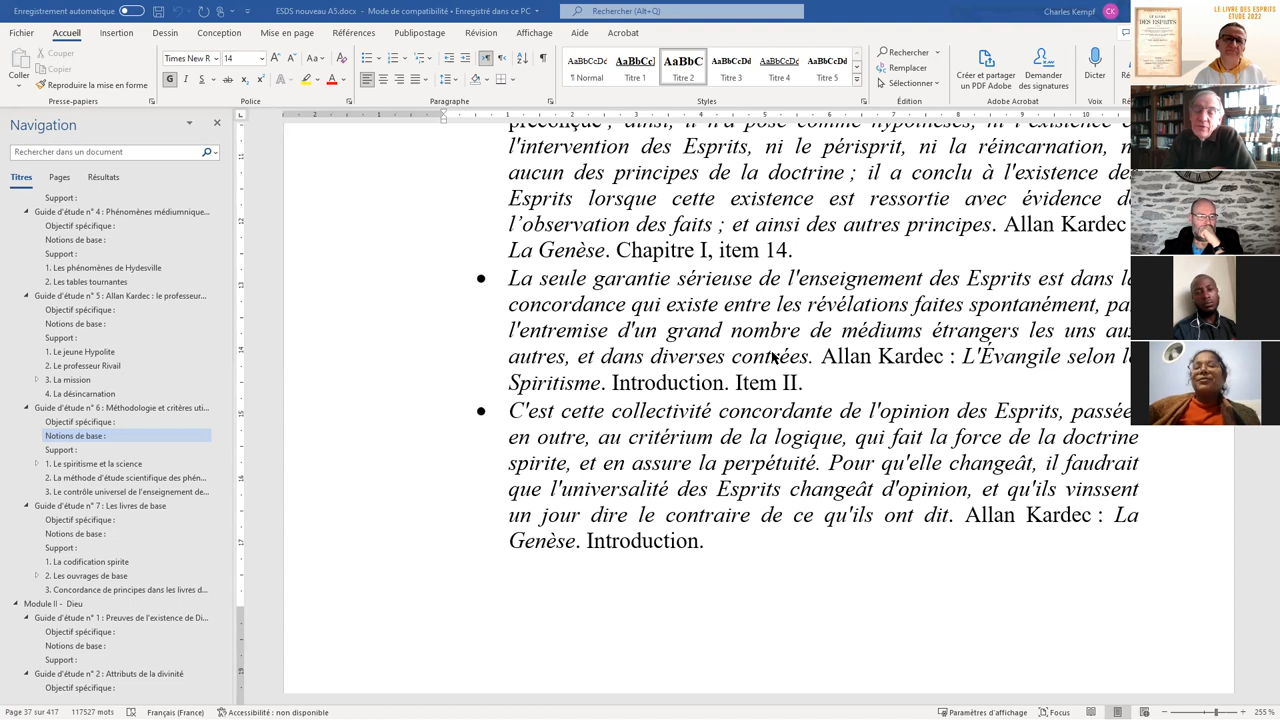 Enregistrement automatique
ESDS nouveau A5.docx - Mode de compatibilité • Enregistré dans ce PC
Rechercher (Alt+Q)
Charles Kempf
CK
LE LIVRE DES ESPRITS
ETUDE 2022
Fichier Accueil Insertion Dessin Conception Mise en page Références Publipostage Révision Affichage Aide Acrobat
Coller
Couper
Copier
Reproduire la mise en forme
Presse-papiers
Times New R 14
Police
Paragraphe
AaBbCcDc AaBbCcI AaBbC AaBbCcDd AaBbCcDd AaBbCcDc
¶ Normal Titre 1 Titre 2 Titre 3 Titre 4 Titre 5
Styles
Rechercher
Remplacer
Sélectionner
Édition
Créer et partager un PDF Adobe
Demander des signatures
Adobe Acrobat
Dicter
Voix
Navigation
Rechercher dans un document
Titres Pages Résultats
Support :
Guide d'étude n° 4 : Phénomènes médiumnique...
Objectif spécifique :
Notions de base :
Support :
1. Les phénomènes de Hydesville
2. Les tables tournantes
Guide d'étude n° 5 : Allan Kardec : le professeur...
Objectif spécifique :
Notions de base :
Support :
1. Le jeune Hypolite
2. Le professeur Rivail
3. La mission
4. La désincarnation
Guide d'étude n° 6 : Méthodologie et critères uti...
Objectif spécifique :
Notions de base :
Support :
1. Le spiritisme et la science
2. La méthode d'étude scientifique des phén...
3. Le contrôle universel de l'enseignement de...
Guide d'étude n° 7 : Les livres de base
Objectif spécifique :
Notions de base :
Support :
1. La codification spirite
2. Les ouvrages de base
3. Concordance de principes dans les livres d...
Module II - Dieu
Guide d'étude n° 1 : Preuves de l'existence de Di...
Objectif spécifique :
Notions de base :
Support :
Guide d'étude n° 2 : Attributs de la divinité
Objectif spécifique :
préconçue ; ainsi, il n'a posé comme hypothèses, ni l'existence e
l'intervention des Esprits, ni le périsprit, ni la réincarnation, n
aucun des principes de la doctrine ; il a conclu à l'existence des
Esprits lorsque cette existence est ressortie avec évidence de
l'observation des faits ; et ainsi des autres principes. Allan Kardec
La Genèse. Chapitre I, item 14.
● La seule garantie sérieuse de l'enseignement des Esprits est dans la
concordance qui existe entre les révélations faites spontanément, par
l'entremise d'un grand nombre de médiums étrangers les uns aux
autres, et dans diverses contrées. Allan Kardec : L'Evangile selon le
Spiritisme. Introduction. Item II.
● C'est cette collectivité concordante de l'opinion des Esprits, passée,
en outre, au critérium de la logique, qui fait la force de la doctrine
spirite, et en assure la perpétuité. Pour qu'elle changeât, il faudrait
que l'universalité des Esprits changeât d'opinion, et qu'ils vinssent
un jour dire le contraire de ce qu'ils ont dit. Allan Kardec : La
Genèse. Introduction.
Page 37 sur 417 117527 mots Français (France) Accessibilité : non disponible Paramètres d'affichage Focus 255 %